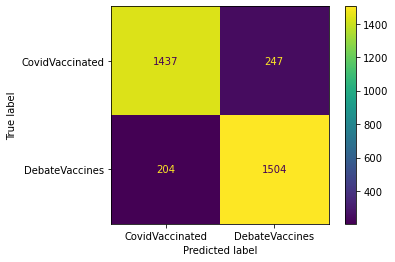 CovidVaccinated
1437 247
DebateVaccines
204 1504
CovidVaccinated DebateVaccines
Predicted label
True label
1400
1200
1000
800
600
400